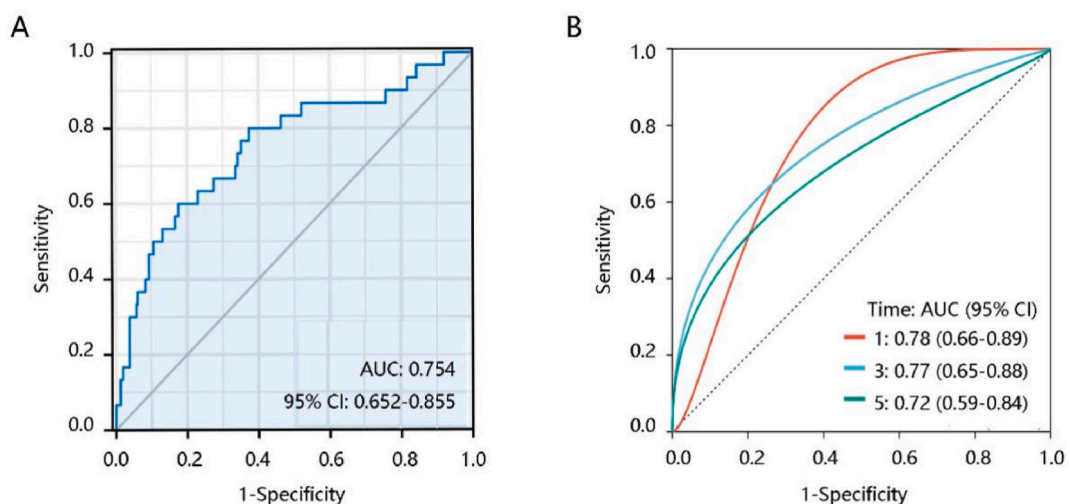 A
1.0
0.8
0.6
0.4
0.2
0.0
Sensitivity
0.0
0.2
0.4
0.6
0.8
1.0
1-Specificity
AUC: 0.754
95% CI: 0.652-0.855
B
1.0
0.8
0.6
0.4
0.2
0.0
Sensitivity
0.0
0.2
0.4
0.6
0.8
1.0
1-Specificity
Time: AUC (95% CI)
1: 0.78 (0.66-0.89)
3: 0.77 (0.65-0.88)
5: 0.72 (0.59-0.84)